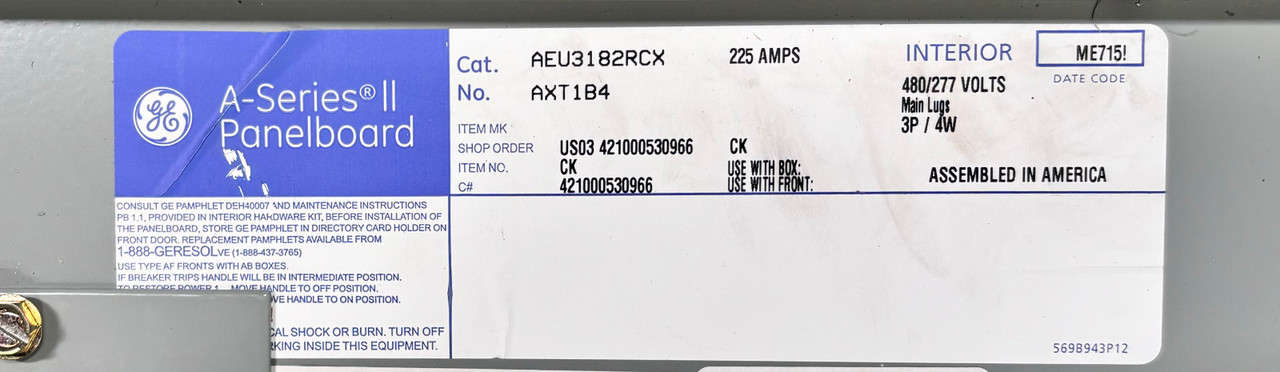 GE
A-Series® II
Panelboard
Cat. AEU3182RCX 225 AMPS
No. AXT1B4
INTERIOR
480/277 VOLTS
Main Lugs
3P / 4W
ME715!
DATE CODE
ITEM MK
SHOP ORDER US03 421000530966 CK
ITEM NO. CK USE WITH BOX:
C# 421000530966 USE WITH FRONT:
ASSEMBLED IN AMERICA
CONSULT GE PAMPHLET DEH40007 AND MAINTENANCE INSTRUCTIONS
PB 1.1, PROVIDED IN INTERIOR HARDWARE KIT, BEFORE INSTALLATION OF
THE PANELBOARD, STORE GE PAMPHLET IN DIRECTORY CARD HOLDER ON
FRONT DOOR. REPLACEMENT PAMPHLETS AVAILABLE FROM
1-888-GERESOLVE (1-888-437-3765)
USE TYPE AF FRONTS WITH AB BOXES.
IF BREAKER TRIPS HANDLE WILL BE IN INTERMEDIATE POSITION.
TO RESTORE POWER 1. MOVE HANDLE TO OFF POSITION.
VE HANDLE TO ON POSITION.
CAL SHOCK OR BURN. TURN OFF
RKING INSIDE THIS EQUIPMENT.
569B943P12